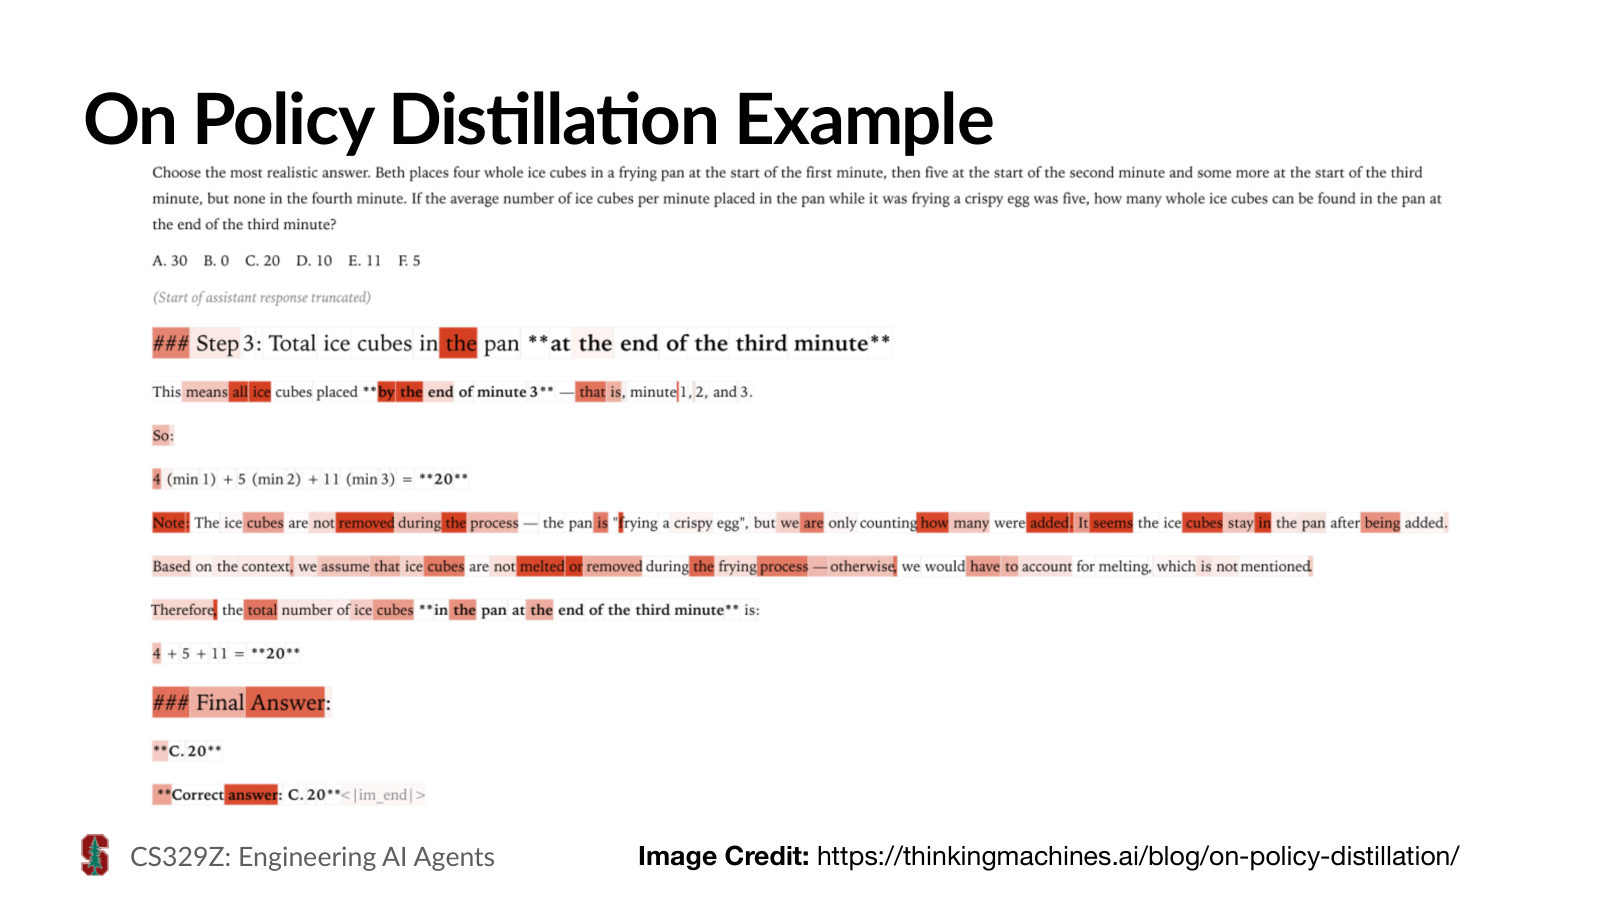 On Policy Distillation Example
Choose the most realistic answer. Beth places four whole ice cubes in a frying pan at the start of the first minute, then five at the start of the second minute and some more at the start of the third
minute, but none in the fourth minute. If the average number of ice cubes per minute placed in the pan while it was frying a crispy egg was five, how many whole ice cubes can be found in the pan at
the end of the third minute?
A. 30 B. 0 C. 20 D. 10 E. 11 F. 5
(Start of assistant response truncated)
### Step 3: Total ice cubes in the pan **at the end of the third minute**
This means all ice cubes placed **by the end of minute 3** — that is, minute 1, 2, and 3.
So:
4 (min 1) + 5 (min 2) + 11 (min 3) = **20**
Note: The ice cubes are not removed during the process — the pan is "frying a crispy egg", but we are only counting how many were added. It seems the ice cubes stay in the pan after being added.
Based on the context, we assume that ice cubes are not melted or removed during the frying process — otherwise, we would have to account for melting, which is not mentioned.
Therefore, the total number of ice cubes **in the pan at the end of the third minute** is:
4 + 5 + 11 = **20**
### Final Answer:
**C. 20**
**Correct answer: C. 20**<|im_end|>
CS329Z: Engineering AI Agents
Image Credit: https://thinkingmachines.ai/blog/on-policy-distillation/